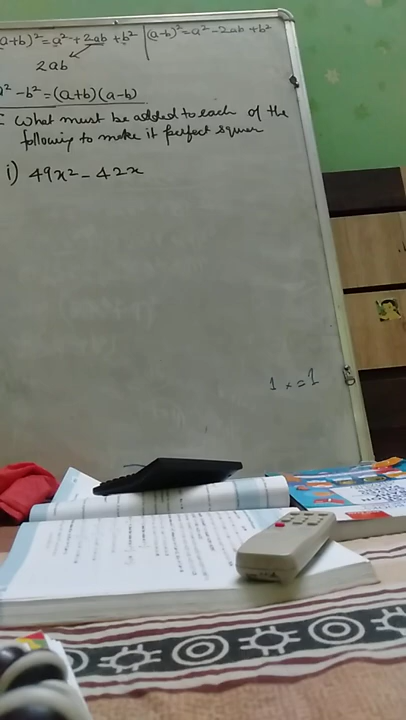 (a+b)² = a² + 2ab + b² | (a-b)² = a² - 2ab + b²
2ab
a² - b² = (a+b)(a-b)
I what must be added to each of the
following to make it perfect squer
i) 49x² - 42x
1 x = 1